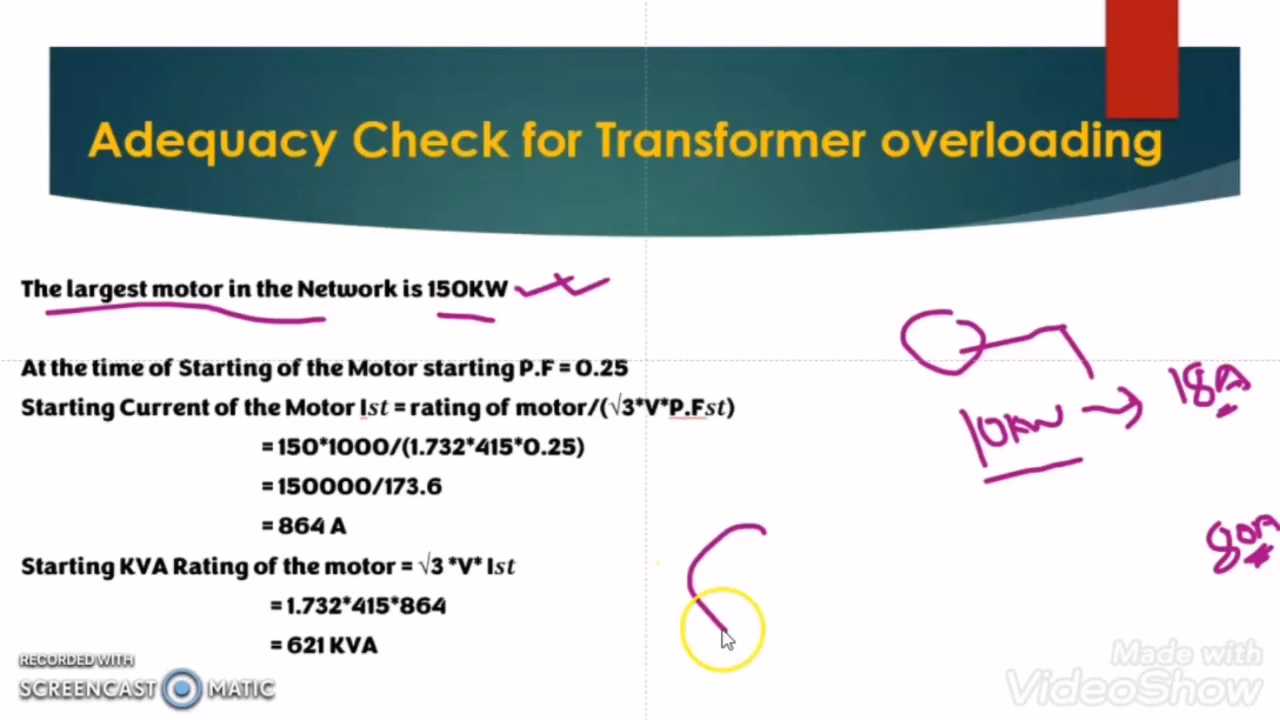 Adequacy Check for Transformer overloading
The largest motor in the Network is 150KW
At the time of Starting of the Motor starting P.F = 0.25
Starting Current of the Motor Ist = rating of motor/(√3*V*P.Fst)
= 150*1000/(1.732*415*0.25)
= 150000/173.6
= 864 A
Starting KVA Rating of the motor = √3 *V* Ist
= 1.732*415*864
= 621 KVA
10KW → 18A
80A
RECORDED WITH
SCREENCAST MATIC
Made with
VideoShow